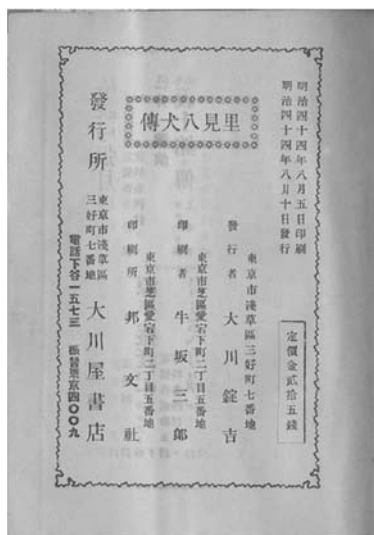 明治四十四年八月五日印刷
明治四十四年八月十日發行
定價金貳拾五錢
里見八犬傳
東京市淺草區三好町七番地
發行者 大川錠吉
東京市芝區愛宕下町二丁目五番地
印刷者 牛坂三郎
東京市芝區愛宕下町二丁目五番地
印刷所 邦文社
東京市淺草區三好町七番地
發行所 大川屋書店
電話下谷一五七三 振替東京四〇〇九